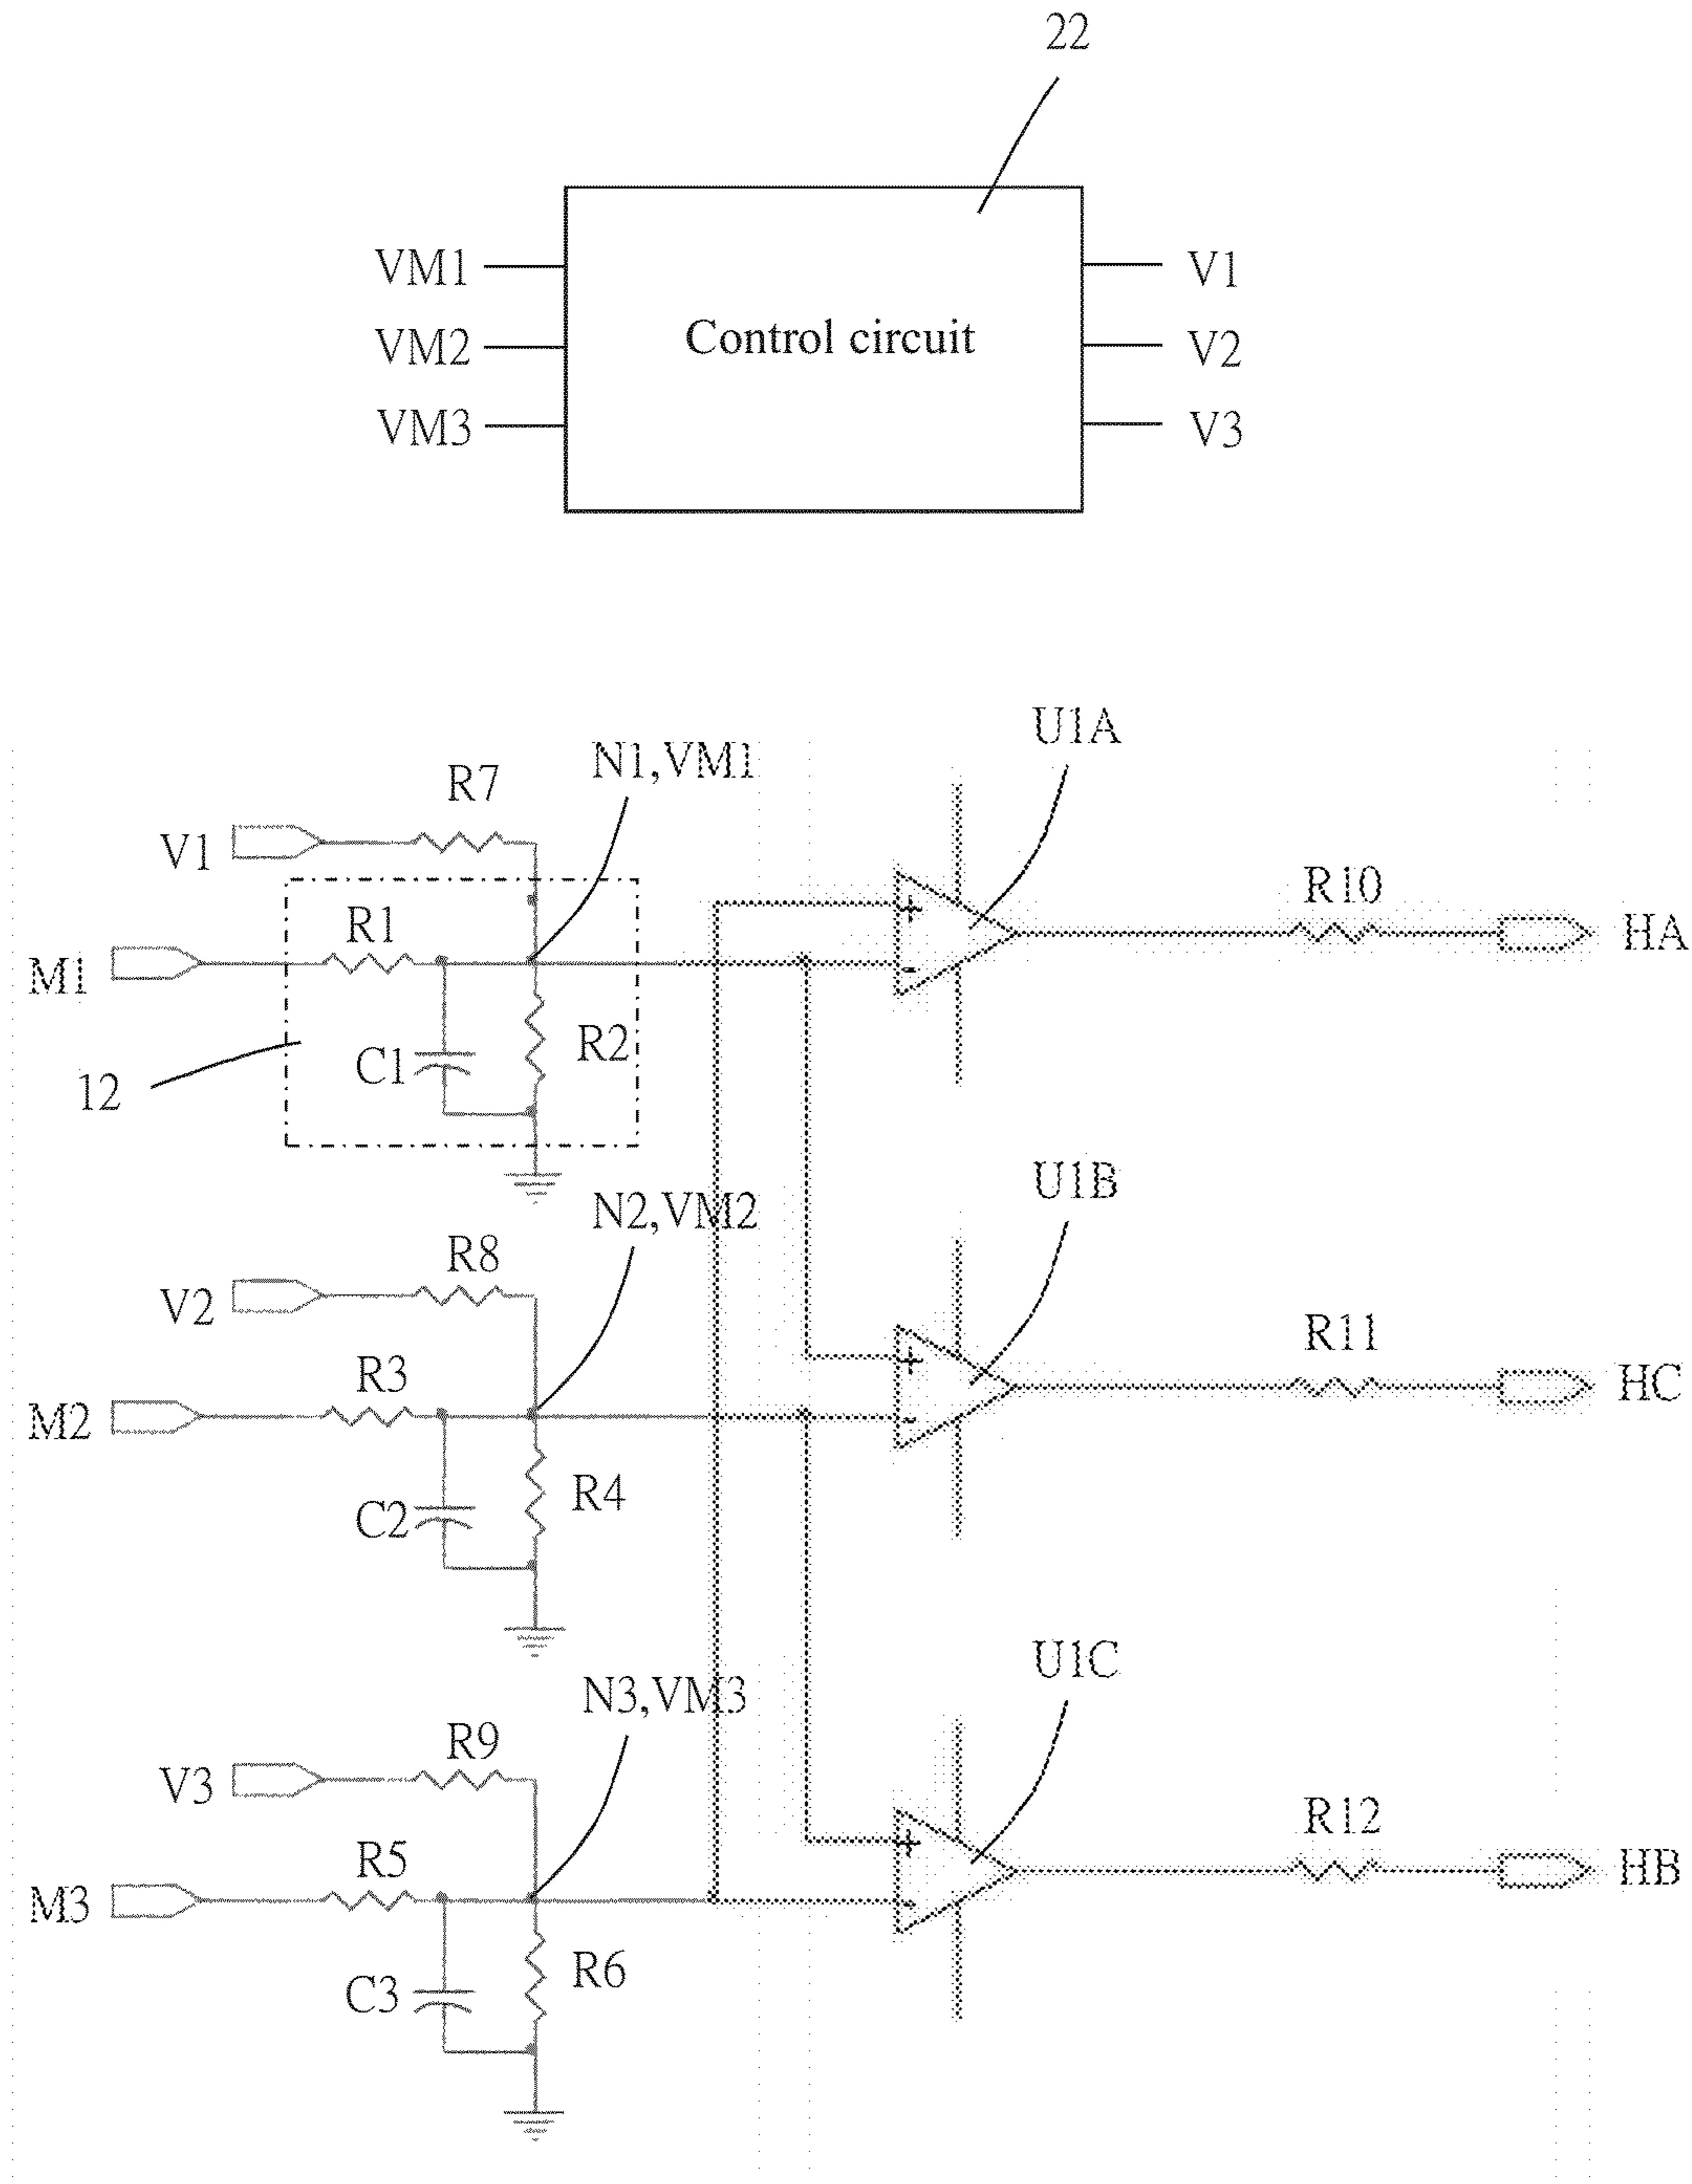 22
VM1
V1
VM2
Control circuit
V2
VM3
V3
U1A
N1,VM1
R7
V1
+
R10
R1
HA
M1
-
R2
C1
12
U1B
N2,VM2
R8
V2
+
R11
R3
HC
M2
-
R4
C2
U1C
N3,VM3
R9
V3
+
R12
R5
HB
M3
-
R6
C3